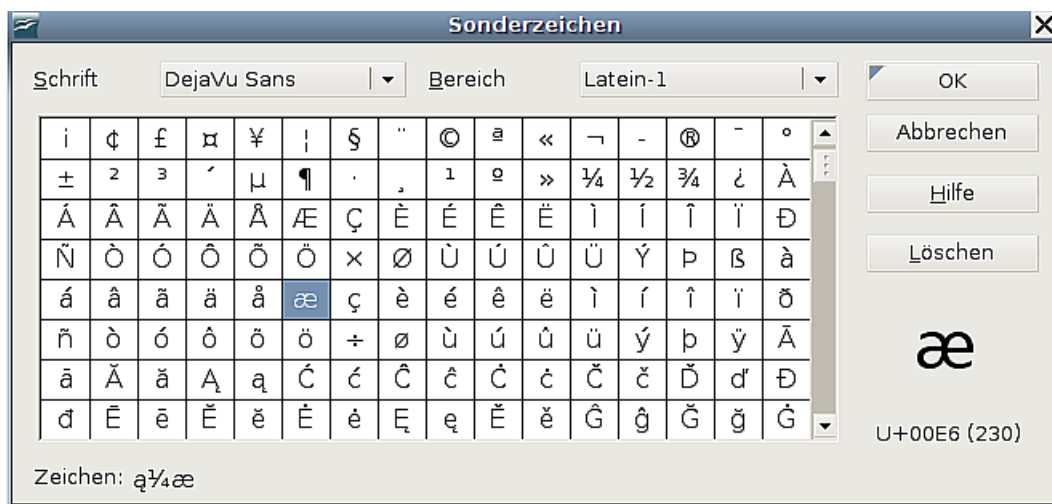 Sonderzeichen
Schrift DejaVu Sans Bereich Latein-1 OK
¡ ¢ £ ¤ ¥ ¦ § ¨ © ª « ¬ - ® ¯ ° Abbrechen
± ² ³ ´ µ ¶ · ¸ ¹ º » ¼ ½ ¾ ¿ À Hilfe
Á Â Ã Ä Å Æ Ç È É Ê Ë Ì Í Î Ï Ð
Ñ Ò Ó Ô Õ Ö × Ø Ù Ú Û Ü Ý Þ ß à Löschen
á â ã ä å æ ç è é ê ë ì í î ï ð
ñ ò ó ô õ ö ÷ ø ù ú û ü ý þ ÿ Ā æ
ā Ă ă Ą ą Ć ć Ĉ ĉ Ċ ċ Č č Ď ď Đ
đ Ē ē Ĕ ĕ Ė ė Ę ę Ě ě Ĝ ĝ Ğ ğ Ġ U+00E6 (230)
Zeichen: ą¼æ